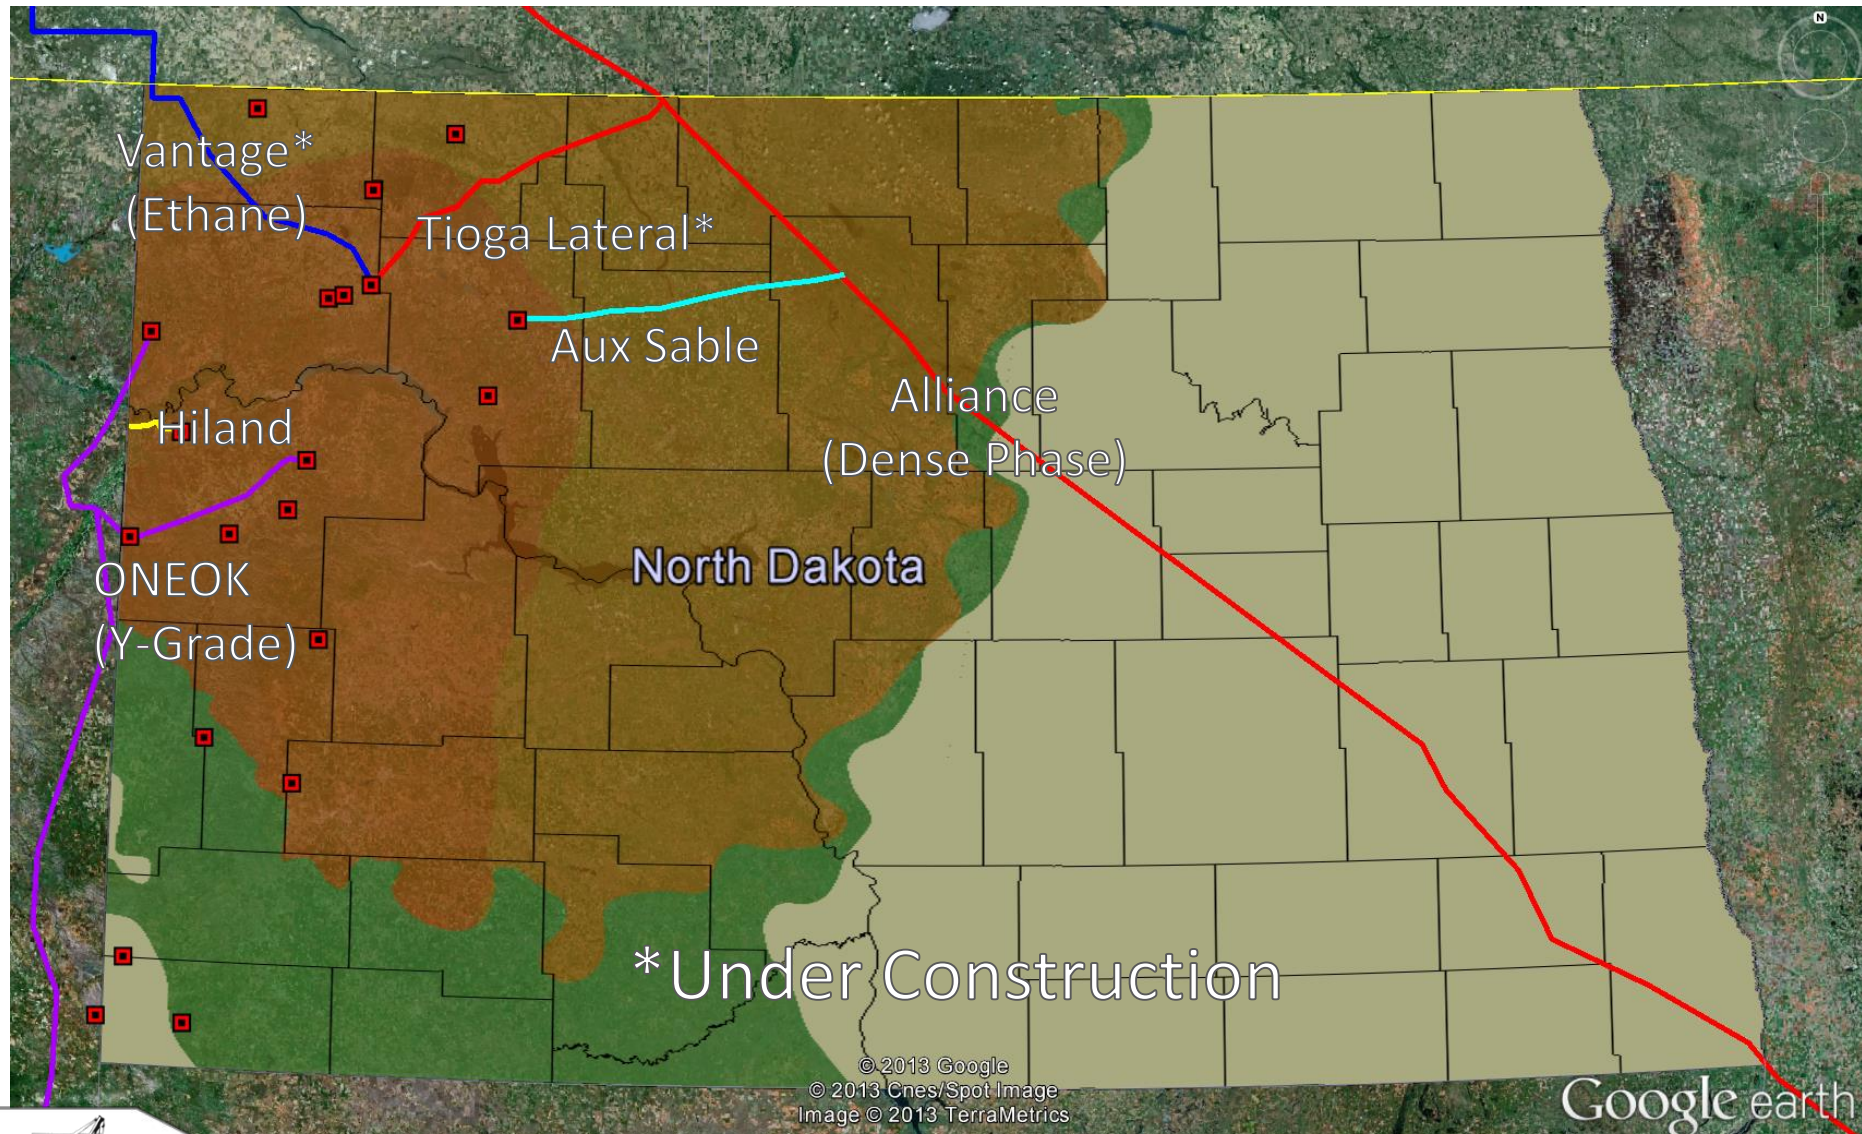 N
Vantage*
(Ethane)
Tioga Lateral*
Aux Sable
Alliance
(Dense Phase)
Hiland
North Dakota
ONEOK
(Y-Grade)
*Under Construction
© 2013 Google
© 2013 Cnes/Spot Image
Image © 2013 TerraMetrics
Google earth